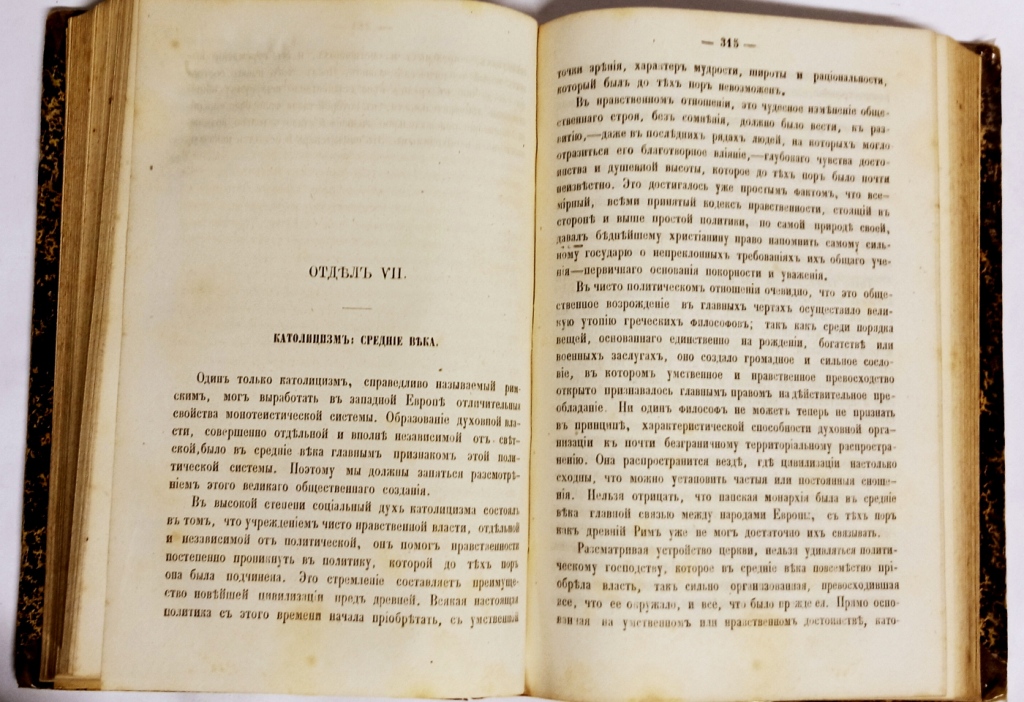 ОТДѢЛЪ VII.
КАТОЛИЦИЗМЪ: СРЕДНІЕ ВѢКА.
Одинъ только католицизмъ, справедливо называемый рим-
скимъ, могъ выработать въ западной Европѣ отличительныя
свойства монотеистической системы. Образованіе духовной вла-
сти, совершенно отдѣльной и вполнѣ независимой отъ свѣт-
ской,было въ средніе вѣка главнымъ признакомъ этой поли-
тической системы. Поэтому мы должны заняться разсмотрѣ-
ніемъ этого великаго общественнаго созданія.
Въ высокой степени соціальный духъ католицизма состоялъ
въ томъ, что учрежденіемъ чисто нравственной власти, отдѣльной
и независимой отъ политической, онъ помогъ нравственности
постепенно проникнуть въ политику, которой до тѣхъ поръ
она была подчинена. Это стремленіе составляетъ преимуще-
ство новѣйшей цивилизаціи предъ древней. Всякая настоящая
политика съ этого времени начала пріобрѣтать, съ умственной
— 315 —
точки зрѣнія, характеръ мудрости, широты и раціональности,
который былъ до тѣхъ поръ невозможенъ.
Въ нравственномъ отношеніи, это чудесное измѣненіе обще-
ственнаго строя, безъ сомнѣнія, должно было вести, къ раз-
витію,—даже въ послѣднихъ рядахъ людей, на которыхъ могло
отразиться его благотворное вліяніе,—глубокаго чувства досто-
инства и душевной высоты, которое до тѣхъ поръ было почти
неизвѣстно. Это достигалось уже простымъ фактомъ, что все-
мірный, всѣми принятый кодексъ нравственности, стоящій въ
сторонѣ и выше простой политики, по самой природѣ своей,
давалъ бѣднѣйшему христіанину право напомнить самому силь-
ному государю о непреклонныхъ требованіяхъ ихъ общаго уче-
нія—первичнаго основанія покорности и уваженія.
Въ чисто политическомъ отношеніи очевидно, что это обще-
ственное возрожденіе въ главныхъ чертахъ осуществило вели-
кую утопію греческихъ философовъ; такъ какъ среди порядка
вещей, основаннаго единственно на рожденіи, богатствѣ или
военныхъ заслугахъ, оно создало громадное и сильное сосло-
віе, въ которомъ умственное и нравственное превосходство
открыто признавалось главнымъ правомъ на дѣйствительное пре-
обладаніе. Ни одинъ философъ не можетъ теперь не признать
въ принципѣ, характеристической способности духовной орга-
низаціи къ почти безграничному территоріальному распростра-
ненію. Она распространится вездѣ, гдѣ цивилизаціи настолько
сходны, что можно установить частыя или постоянныя сноше-
нія. Нельзя отрицать, что папская монархія была въ средніе
вѣка главной связью между народами Европы, съ тѣхъ поръ
какъ древній Римъ уже не могъ достаточно ихъ связывать.
Разсматривая устройство церкви, нельзя удивляться полити-
ческому господству, которое въ средніе вѣка повсемѣстно прі-
обрѣла власть, такъ сильно организованная, превосходившая
все, что ее окружало, и все, что было прежде ея. Прямо осно-
ванная на умственномъ или нравственномъ достоинствѣ, като-